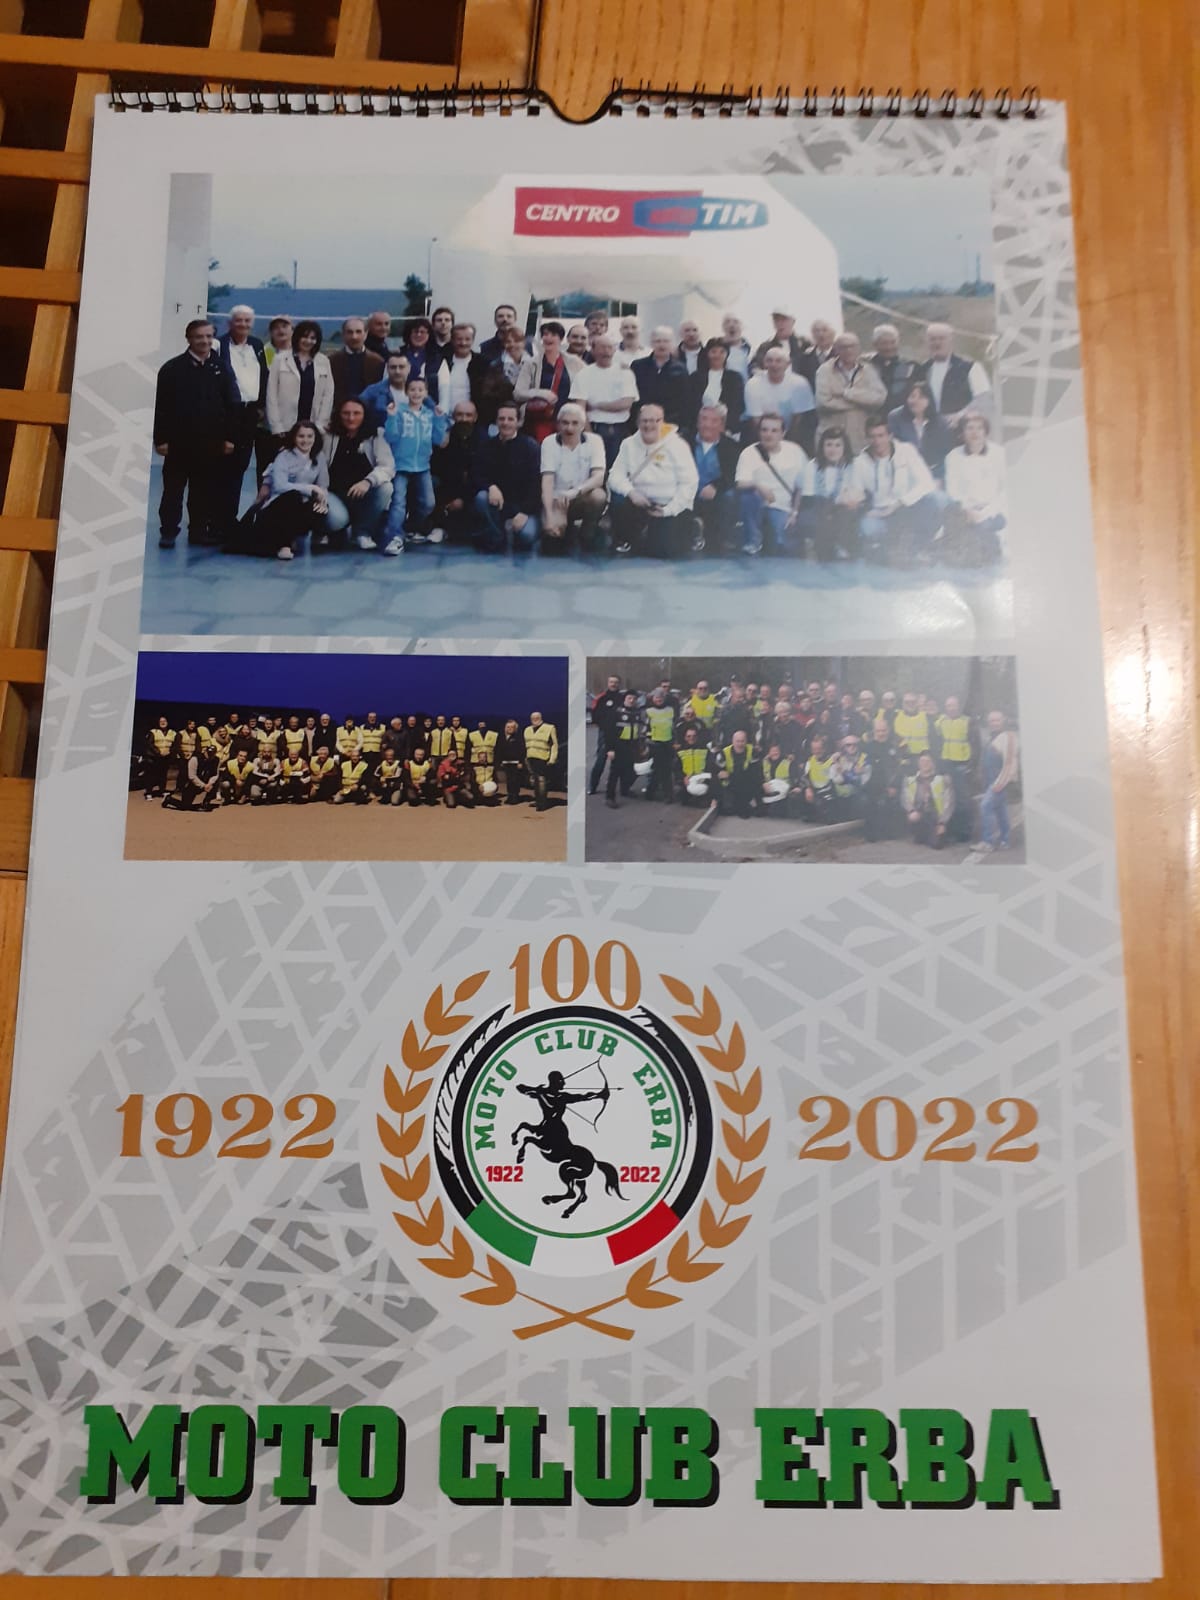 CENTRO TIM
100
MOTO CLUB ERBA
1922 2022
1922 2022
MOTO CLUB ERBA